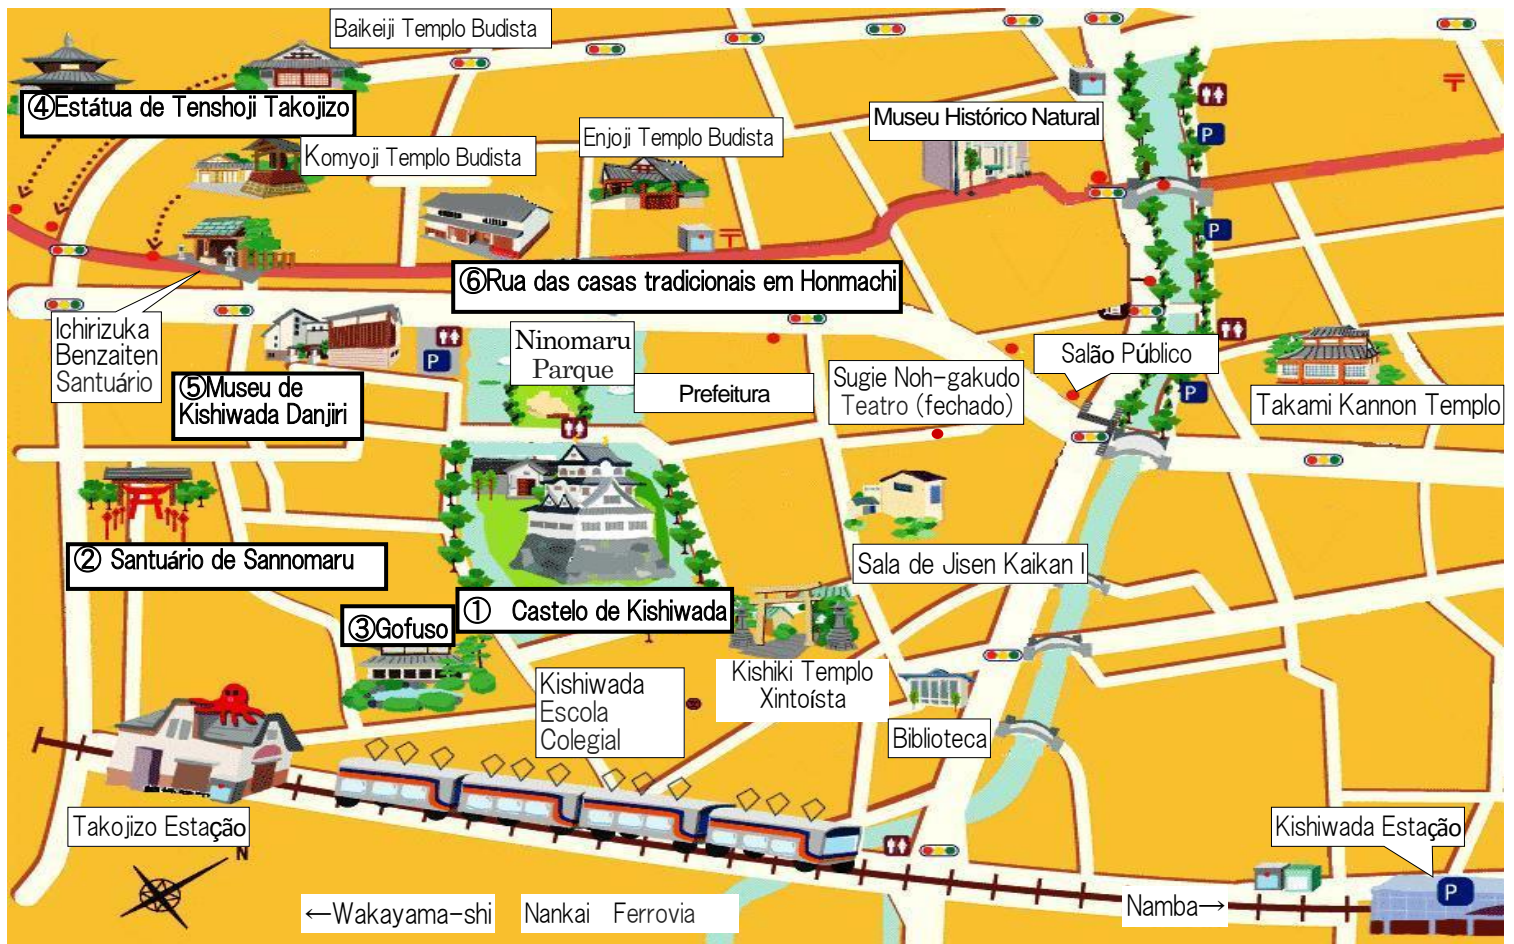 Baikeiji Templo Budista
④Estátua de Tenshoji Takojizo
Museu Histórico Natural
Enjoji Templo Budista
Komyoji Templo Budista
P
P
⑥Rua das casas tradicionais em Honmachi
Ichirizuka
Benzaiten
Santuário
P
Ninomaru
Parque
Salão Público
⑤Museu de
Kishiwada Danjiri
Prefeitura
Sugie Noh-gakudo
Teatro (fechado)
P
Takami Kannon Templo
② Santuário de Sannomaru
Sala de Jisen Kaikan I
① Castelo de Kishiwada
③Gofuso
Kishiwada
Escola
Colegial
Kishiki Templo
Xintoísta
Biblioteca
Takojizo Estação
Kishiwada Estação
N
P
←Wakayama-shi
Nankai Ferrovia
Namba→